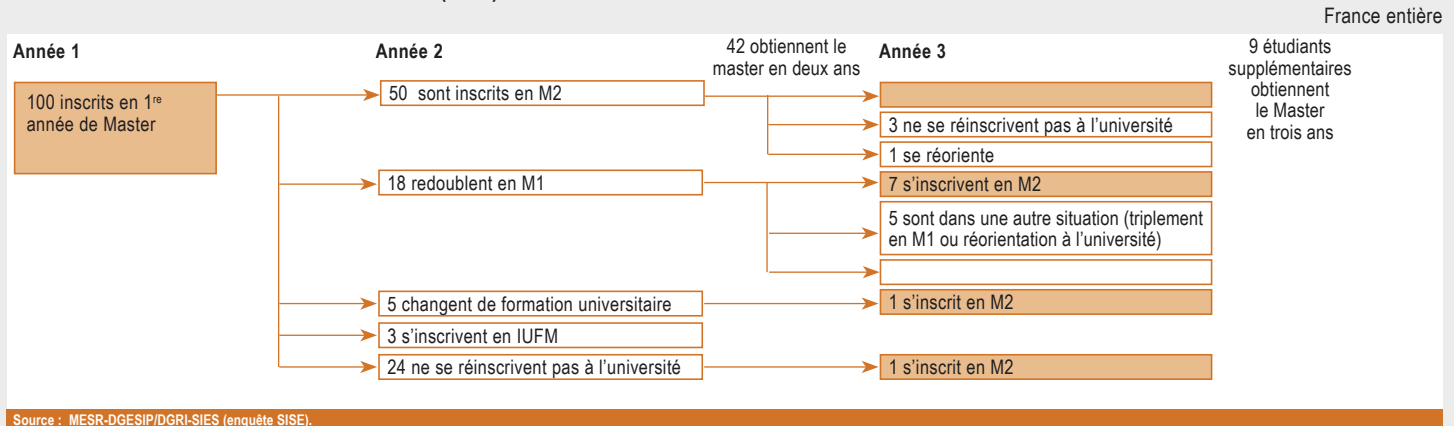 France entière
Année 1
Année 2
42 obtiennent le
master en deux ans
Année 3
9 étudiants
supplémentaires
obtiennent
le Master
en trois ans
100 inscrits en 1re
année de Master
50 sont inscrits en M2
3 ne se réinscrivent pas à l'université
1 se réoriente
18 redoublent en M1
7 s'inscrivent en M2
5 sont dans une autre situation (triplement
en M1 ou réorientation à l'université)
5 changent de formation universitaire
1 s'inscrit en M2
3 s'inscrivent en IUFM
24 ne se réinscrivent pas à l'université
1 s'inscrit en M2
Source : MESR-DGESIP/DGRI-SIES (enquête SISE).